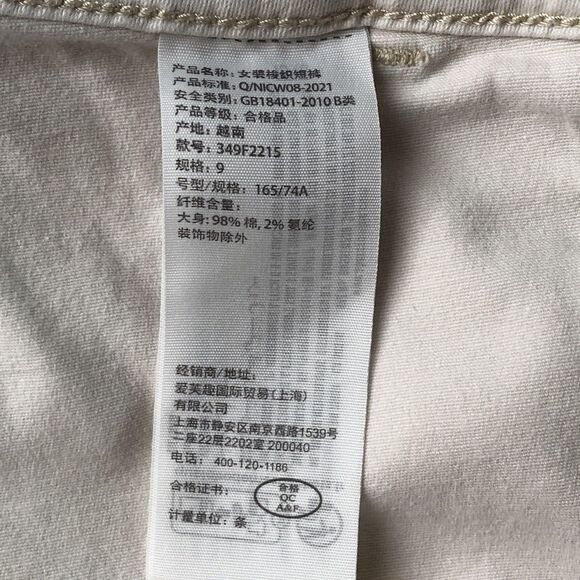 产品名称: 女装梭织短裤
产品标准: Q/NICW08-2021
安全类别: GB18401-2010 B类
产品等级: 合格品
产地: 越南
款号: 349F2215
规格: 9
号型/规格: 165/74A
纤维含量:
大身: 98% 棉, 2% 氨纶
装饰物除外
经销商/地址:
爱芙趣国际贸易(上海)
有限公司
上海市静安区南京西路1539号
二座22层2202室 200040
电话: 400-120-1186
合格证书:
合格
QC
A&F
计量单位: 条